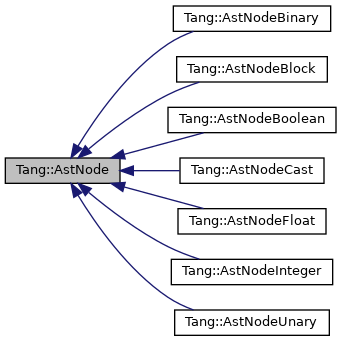 Tang::AstNodeBinary
Tang::AstNodeBlock
Tang::AstNodeBoolean
Tang::AstNode
Tang::AstNodeCast
Tang::AstNodeFloat
Tang::AstNodeInteger
Tang::AstNodeUnary